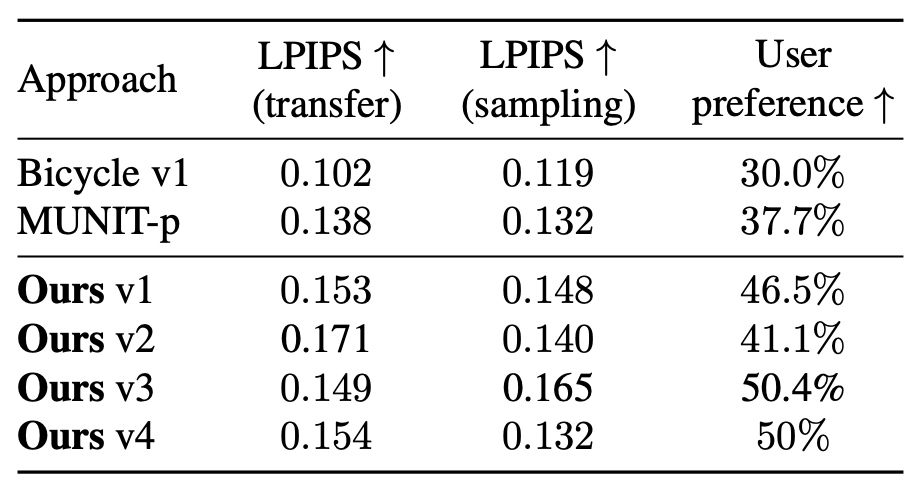 Approach LPIPS ↑ (transfer) LPIPS ↑ (sampling) User preference ↑
Bicycle v1 0.102 0.119 30.0%
MUNIT-p 0.138 0.132 37.7%
Ours v1 0.153 0.148 46.5%
Ours v2 0.171 0.140 41.1%
Ours v3 0.149 0.165 50.4%
Ours v4 0.154 0.132 50%